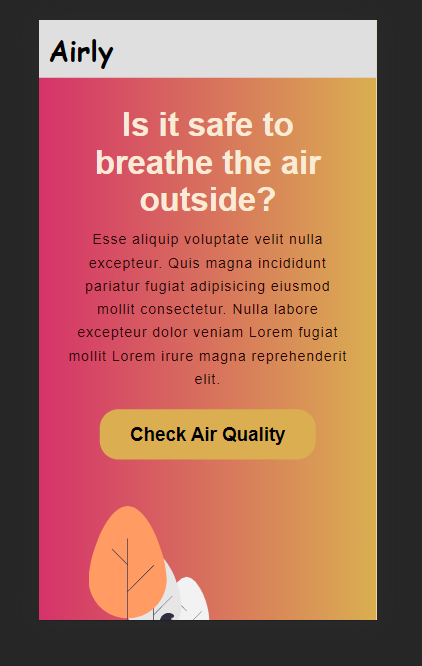 Airly
Is it safe to
breathe the air
outside?
Esse aliquip voluptate velit nulla
excepteur. Quis magna incididunt
pariatur fugiat adipisicing eiusmod
mollit consectetur. Nulla labore
excepteur dolor veniam Lorem fugiat
mollit Lorem irure magna reprehenderit
elit.
Check Air Quality